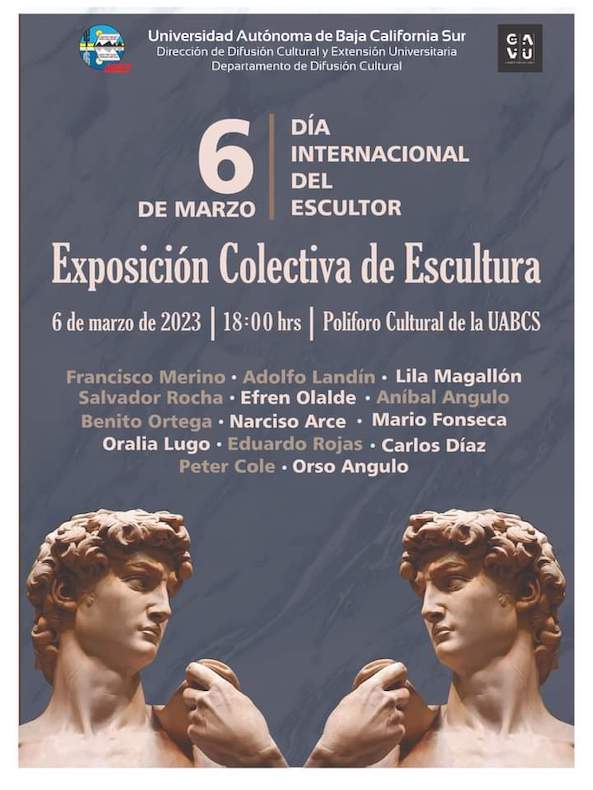 Universidad Autónoma de Baja California Sur
Dirección de Difusión Cultural y Extensión Universitaria
Departamento de Difusión Cultural
GAVU
6
DE MARZO
DÍA
INTERNACIONAL
DEL
ESCULTOR
Exposición Colectiva de Escultura
6 de marzo de 2023 | 18:00 hrs | Poliforo Cultural de la UABCS
Francisco Merino • Adolfo Landín • Lila Magallón
Salvador Rocha • Efren Olalde • Aníbal Angulo
Benito Ortega • Narciso Arce • Mario Fonseca
Oralia Lugo • Eduardo Rojas • Carlos Díaz
Peter Cole • Orso Angulo